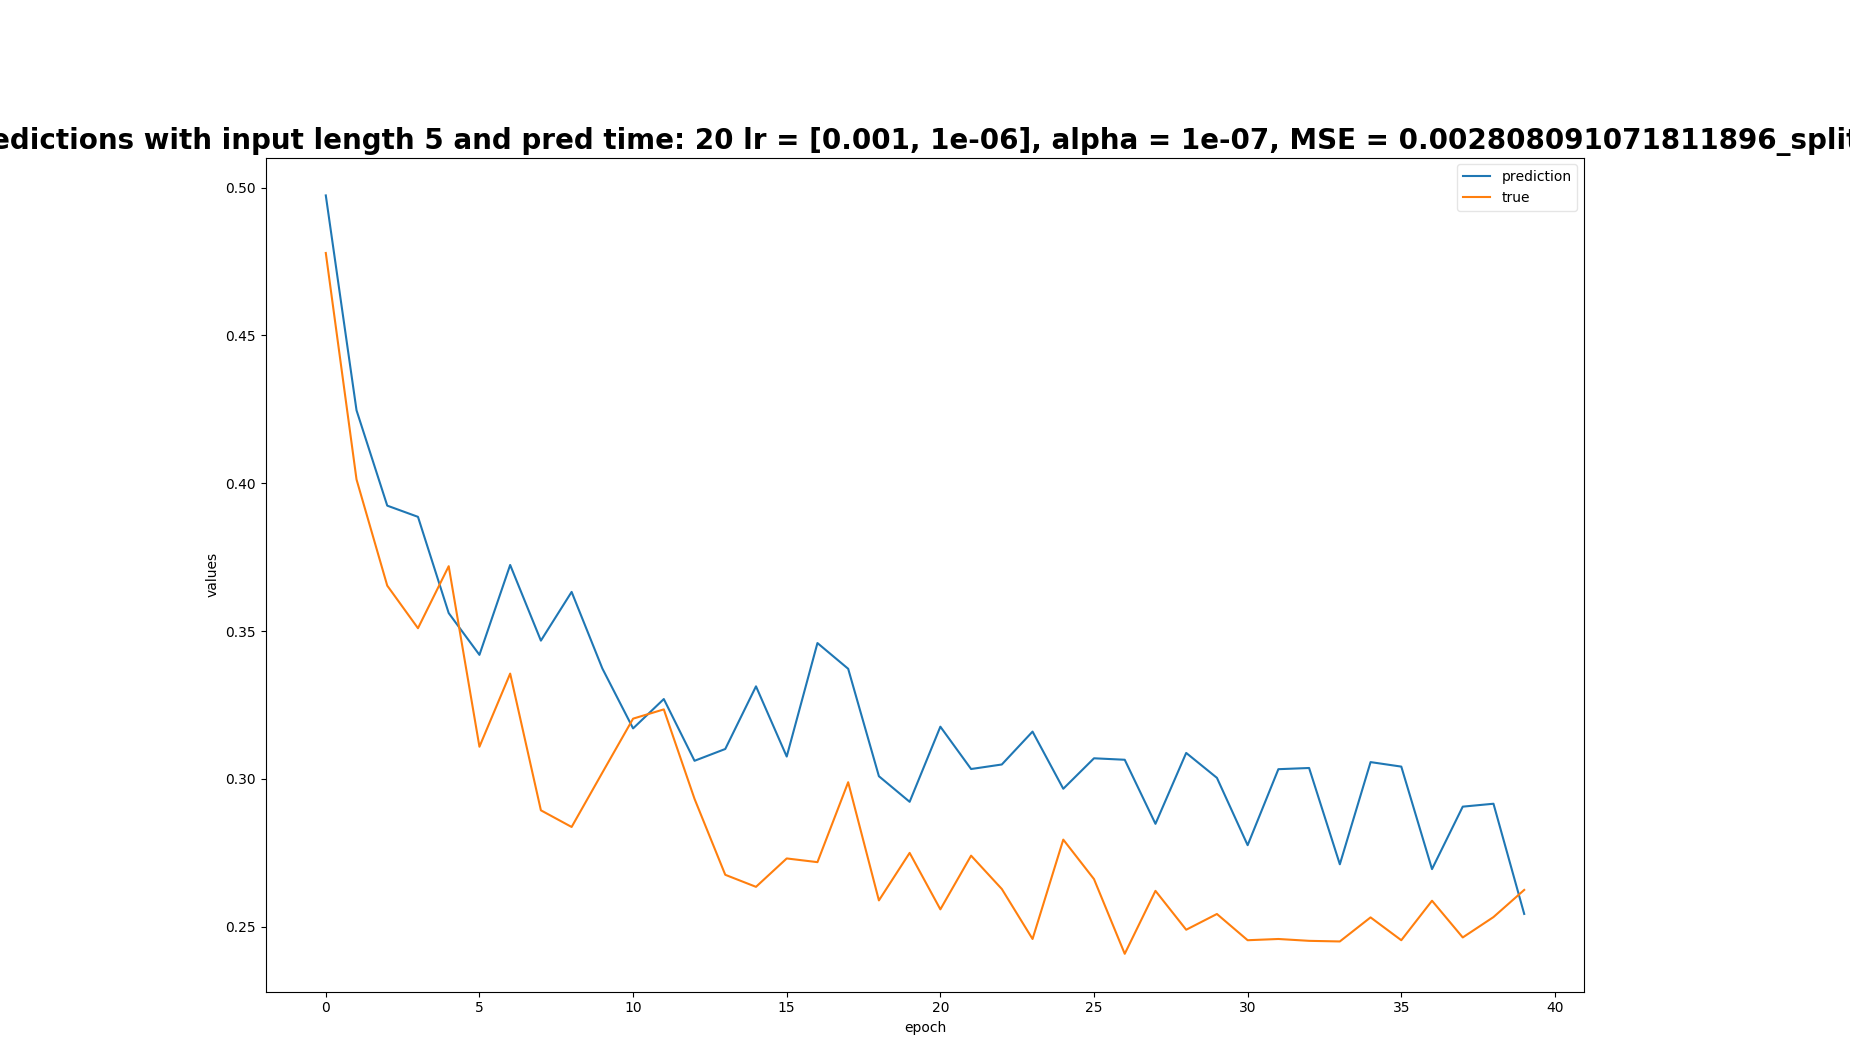 edictions with input length 5 and pred time: 20 lr = [0.001, 1e-06], alpha = 1e-07, MSE = 0.002808091071811896_split
prediction
true
0.50
0.45
0.40
0.35
0.30
0.25
values
0 5 10 15 20 25 30 35 40
epoch